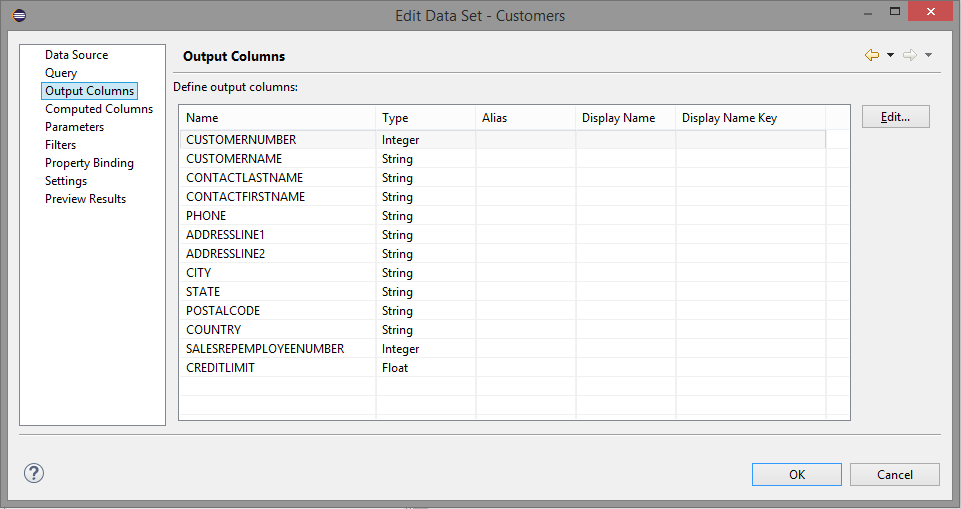 Edit Data Set - Customers
Data Source
Query
Output Columns
Computed Columns
Parameters
Filters
Property Binding
Settings
Preview Results
Output Columns
Define output columns:
Name Type Alias Display Name Display Name Key
CUSTOMERNUMBER Integer
CUSTOMERNAME String
CONTACTLASTNAME String
CONTACTFIRSTNAME String
PHONE String
ADDRESSLINE1 String
ADDRESSLINE2 String
CITY String
STATE String
POSTALCODE String
COUNTRY String
SALESREPEMPLOYEENUMBER Integer
CREDITLIMIT Float
Edit...
?
OK Cancel